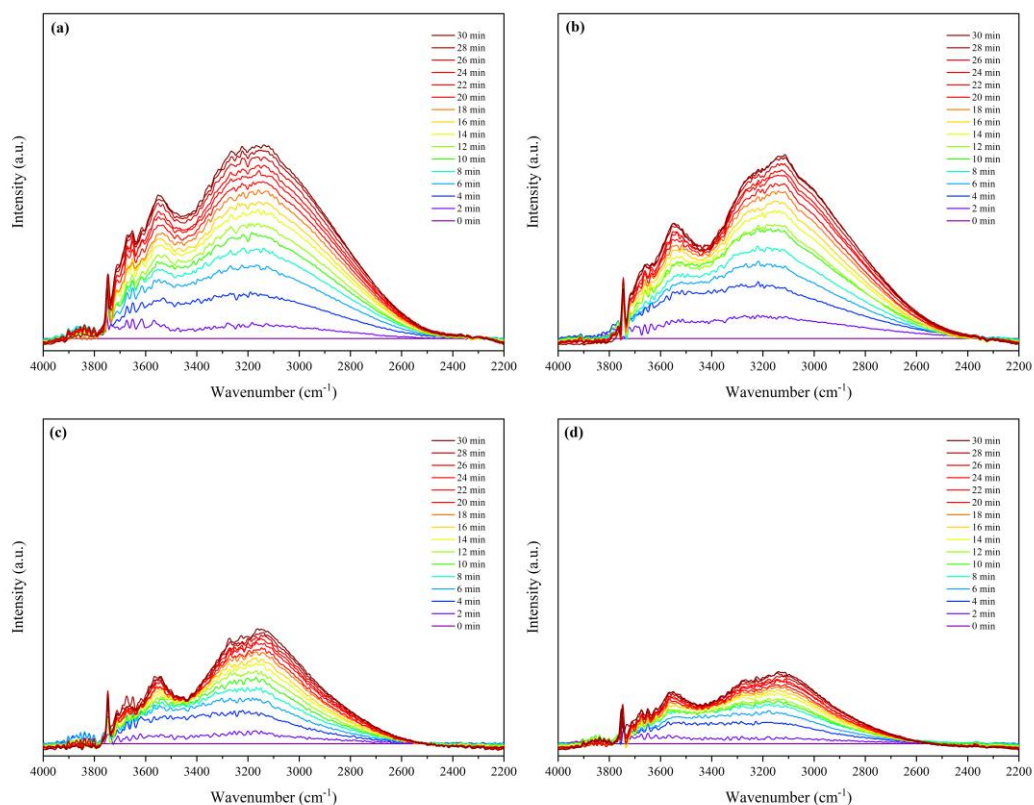 (a)
30 min
28 min
26 min
24 min
22 min
20 min
18 min
16 min
14 min
12 min
10 min
8 min
6 min
4 min
2 min
0 min
Intensity (a.u.)
4000 3800 3600 3400 3200 3000 2800 2600 2400 2200
Wavenumber (cm⁻¹)
(b)
30 min
28 min
26 min
24 min
22 min
20 min
18 min
16 min
14 min
12 min
10 min
8 min
6 min
4 min
2 min
0 min
Intensity (a.u.)
4000 3800 3600 3400 3200 3000 2800 2600 2400 2200
Wavenumber (cm⁻¹)
(c)
30 min
28 min
26 min
24 min
22 min
20 min
18 min
16 min
14 min
12 min
10 min
8 min
6 min
4 min
2 min
0 min
Intensity (a.u.)
4000 3800 3600 3400 3200 3000 2800 2600 2400 2200
Wavenumber (cm⁻¹)
(d)
30 min
28 min
26 min
24 min
22 min
20 min
18 min
16 min
14 min
12 min
10 min
8 min
6 min
4 min
2 min
0 min
Intensity (a.u.)
4000 3800 3600 3400 3200 3000 2800 2600 2400 2200
Wavenumber (cm⁻¹)